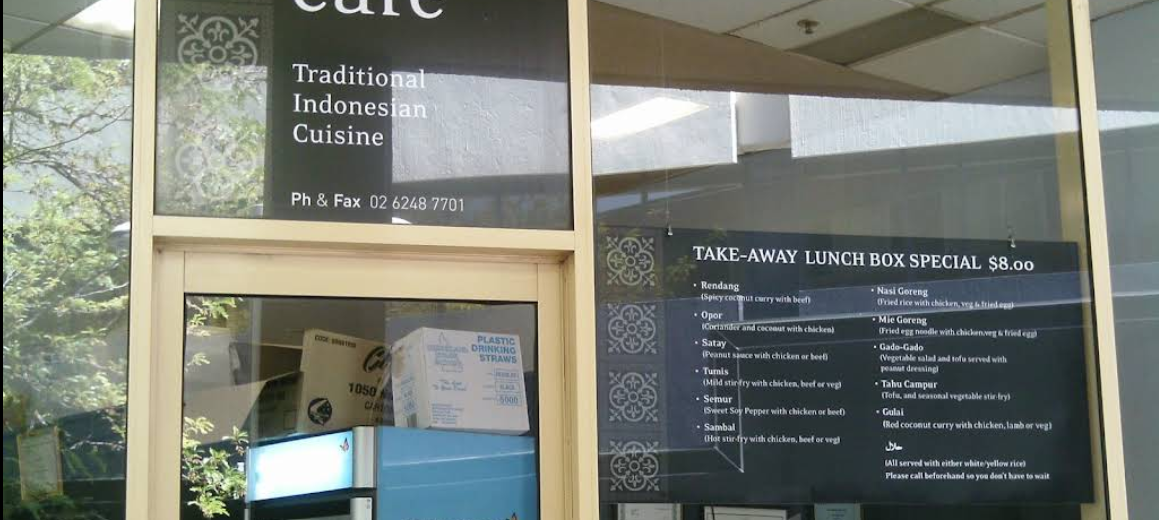 café
Traditional
Indonesian
Cuisine
Ph & Fax 02 6248 7701
TAKE-AWAY LUNCH BOX SPECIAL $8.00
• Rendang
(Spicy coconut curry with beef)
• Opor
(Coriander and coconut with chicken)
• Satay
(Peanut sauce with chicken or beef)
• Tumis
(Mild stir-fry with chicken, beef or veg)
• Semur
(Sweet Soy Pepper with chicken or beef)
• Sambal
(Hot stir-fry with chicken, beef or veg)
• Nasi Goreng
(Fried rice with chicken, veg & fried egg)
• Mie Goreng
(Fried egg noodle with chicken,veg & fried egg)
• Gado-Gado
(Vegetable salad and tofu served with
peanut dressing)
• Tahu Campur
(Tofu, and seasonal vegetable stir-fry)
• Gulai
(Red coconut curry with chicken, lamb or veg)
حلال
(All served with either white/yellow rice)
Please call beforehand so you don't have to wait
PLASTIC
DRINKING
STRAWS
5000
1050